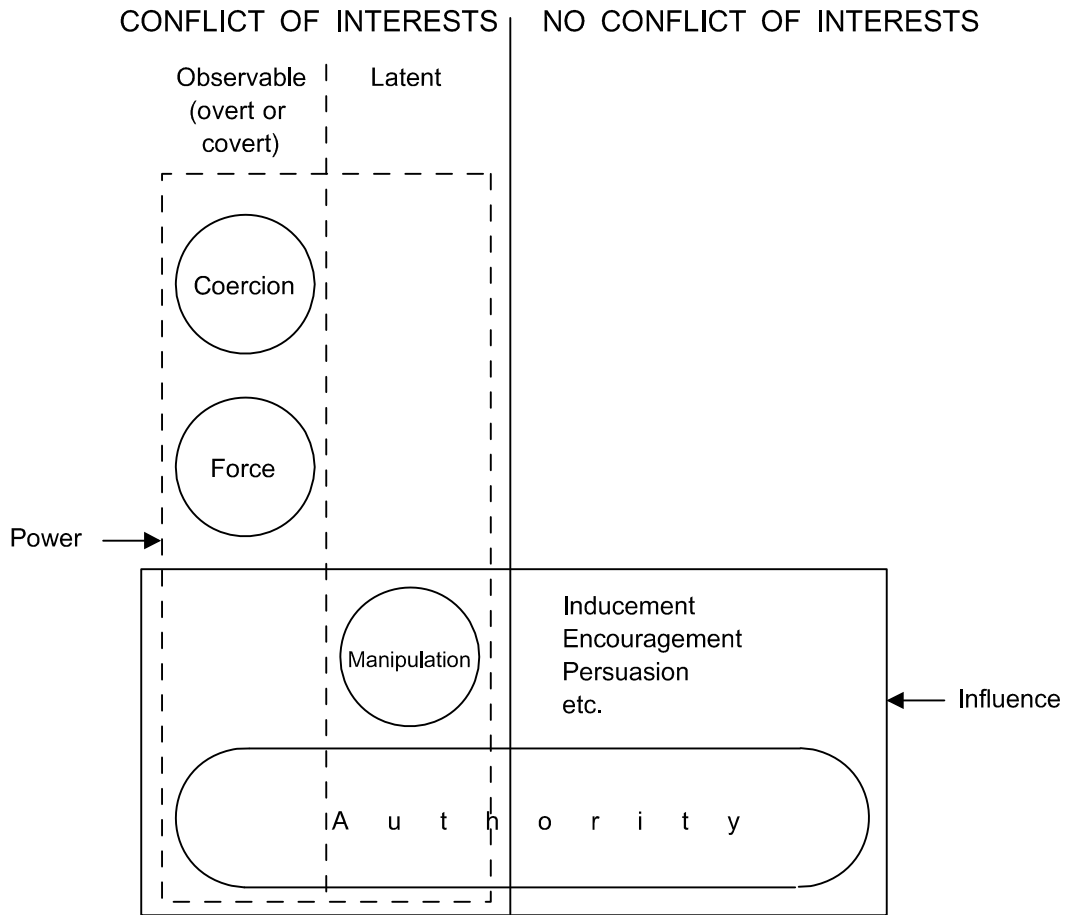 CONFLICT OF INTERESTS
NO CONFLICT OF INTERESTS
Observable
(overt or
covert)
Latent
Coercion
Force
Power
Manipulation
Inducement
Encouragement
Persuasion
etc.
Influence
A u t h o r i t y